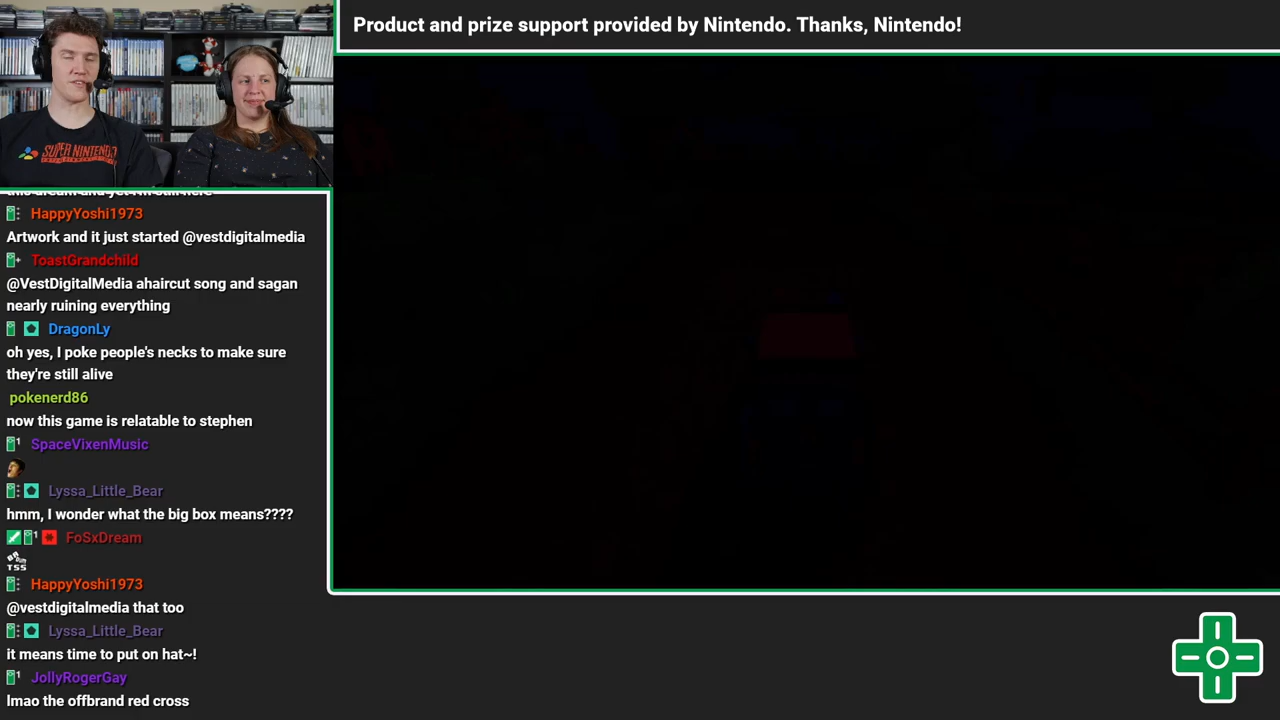 Product and prize support provided by Nintendo. Thanks, Nintendo!
SUPER NINTENDO
HappyYoshi1973
Artwork and it just started @vestdigitalmedia
ToastGrandchild
@VestDigitalMedia ahaircut song and sagan
nearly ruining everything
DragonLy
oh yes, I poke people's necks to make sure
they're still alive
pokenerd86
now this game is relatable to stephen
SpaceVixenMusic
Lyssa_Little_Bear
hmm, I wonder what the big box means????
FoSxDream
TSS
HappyYoshi1973
@vestdigitalmedia that too
Lyssa_Little_Bear
it means time to put on hat~!
JollyRogerGay
lmao the offbrand red cross